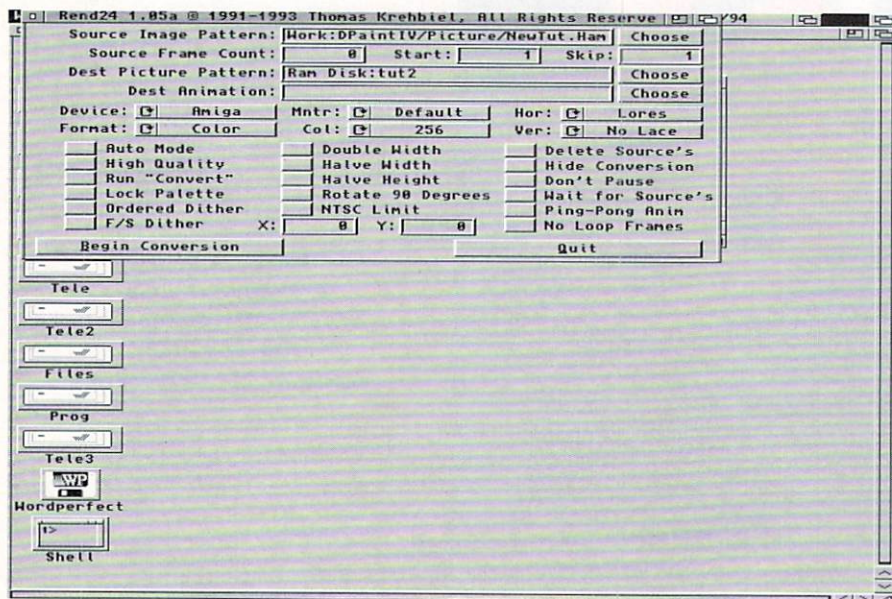 Rend24 1.05a © 1991-1993 Thomas Krehbiel, All Rights Reserve /94
Source Image Pattern: Work:DPaintIV/Picture/NewTut.Ham Choose
Source Frame Count: 0 Start: 1 Skip: 1
Dest Picture Pattern: Ram Disk:tut2 Choose
Dest Animation: Choose
Device: Amiga Mntr: Default Hor: Lores
Format: Color Col: 256 Ver: No Lace
Auto Mode Double Width Delete Source's
High Quality Halve Width Hide Conversion
Run "Convert" Halve Height Don't Pause
Lock Palette Rotate 90 Degrees Wait for Source's
Ordered Dither NTSC Limit Ping-Pong Anim
F/S Dither X: 0 Y: 0 No Loop Frames
Begin Conversion Quit
Tele
Tele2
Files
Prog
Tele3
WP
Wordperfect
1>
Shell